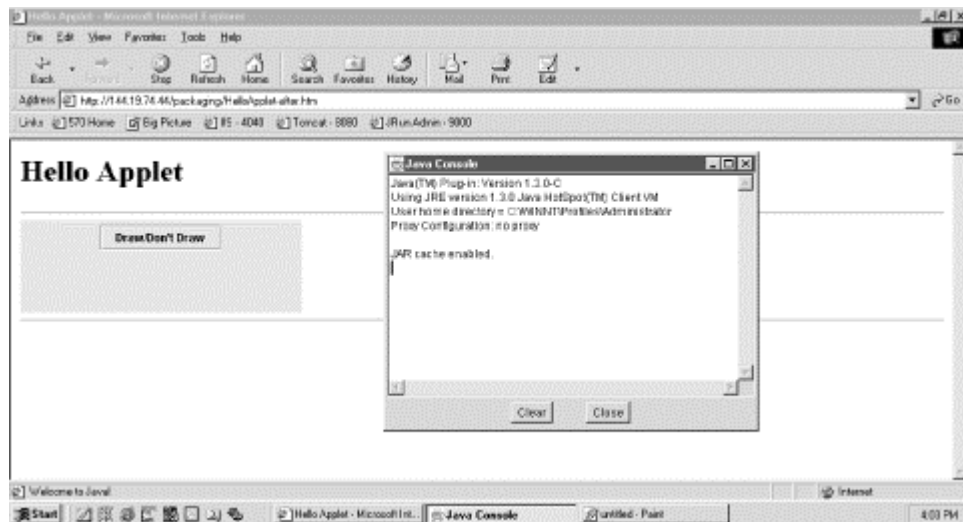 Hello Applet - Microsoft Internet Explorer
File Edit View Favorites Tools Help
Back Forward Stop Refresh Home Search Favorites History Mail Print Edit
Address http://144.19.74.44/packaging/HelloApplet-after.htm Go
Links 570 Home Big Picture IIS - 4040 Tomcat - 8080 JRun Admin - 9000
Hello Applet
Draw/Don't Draw
Java Console
Java(TM) Plug-in: Version 1.3.0-C
Using JRE version 1.3.0 Java HotSpot(TM) Client VM
User home directory = C:\WINNT\Profiles\Administrator
Proxy Configuration: no proxy
JAR cache enabled.
Clear Close
Welcome to Java! Internet
Start Hello Applet - Microsoft Int... Java Console untitled - Paint 4:03 PM